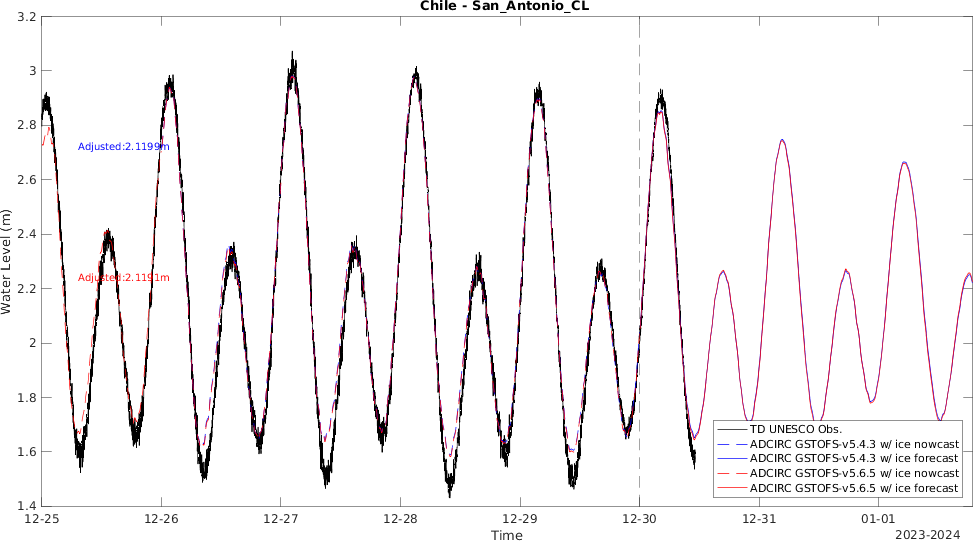 Chile - San_Antonio_CL
3.2
3
2.8
2.6
2.4
2.2
2
1.8
1.6
1.4
Water Level (m)
Adjusted:2.1199m
Adjusted:2.1191m
TD UNESCO Obs.
ADCIRC GSTOFS-v5.4.3 w/ ice nowcast
ADCIRC GSTOFS-v5.4.3 w/ ice forecast
ADCIRC GSTOFS-v5.6.5 w/ ice nowcast
ADCIRC GSTOFS-v5.6.5 w/ ice forecast
12-25 12-26 12-27 12-28 12-29 12-30 12-31 01-01
Time
2023-2024